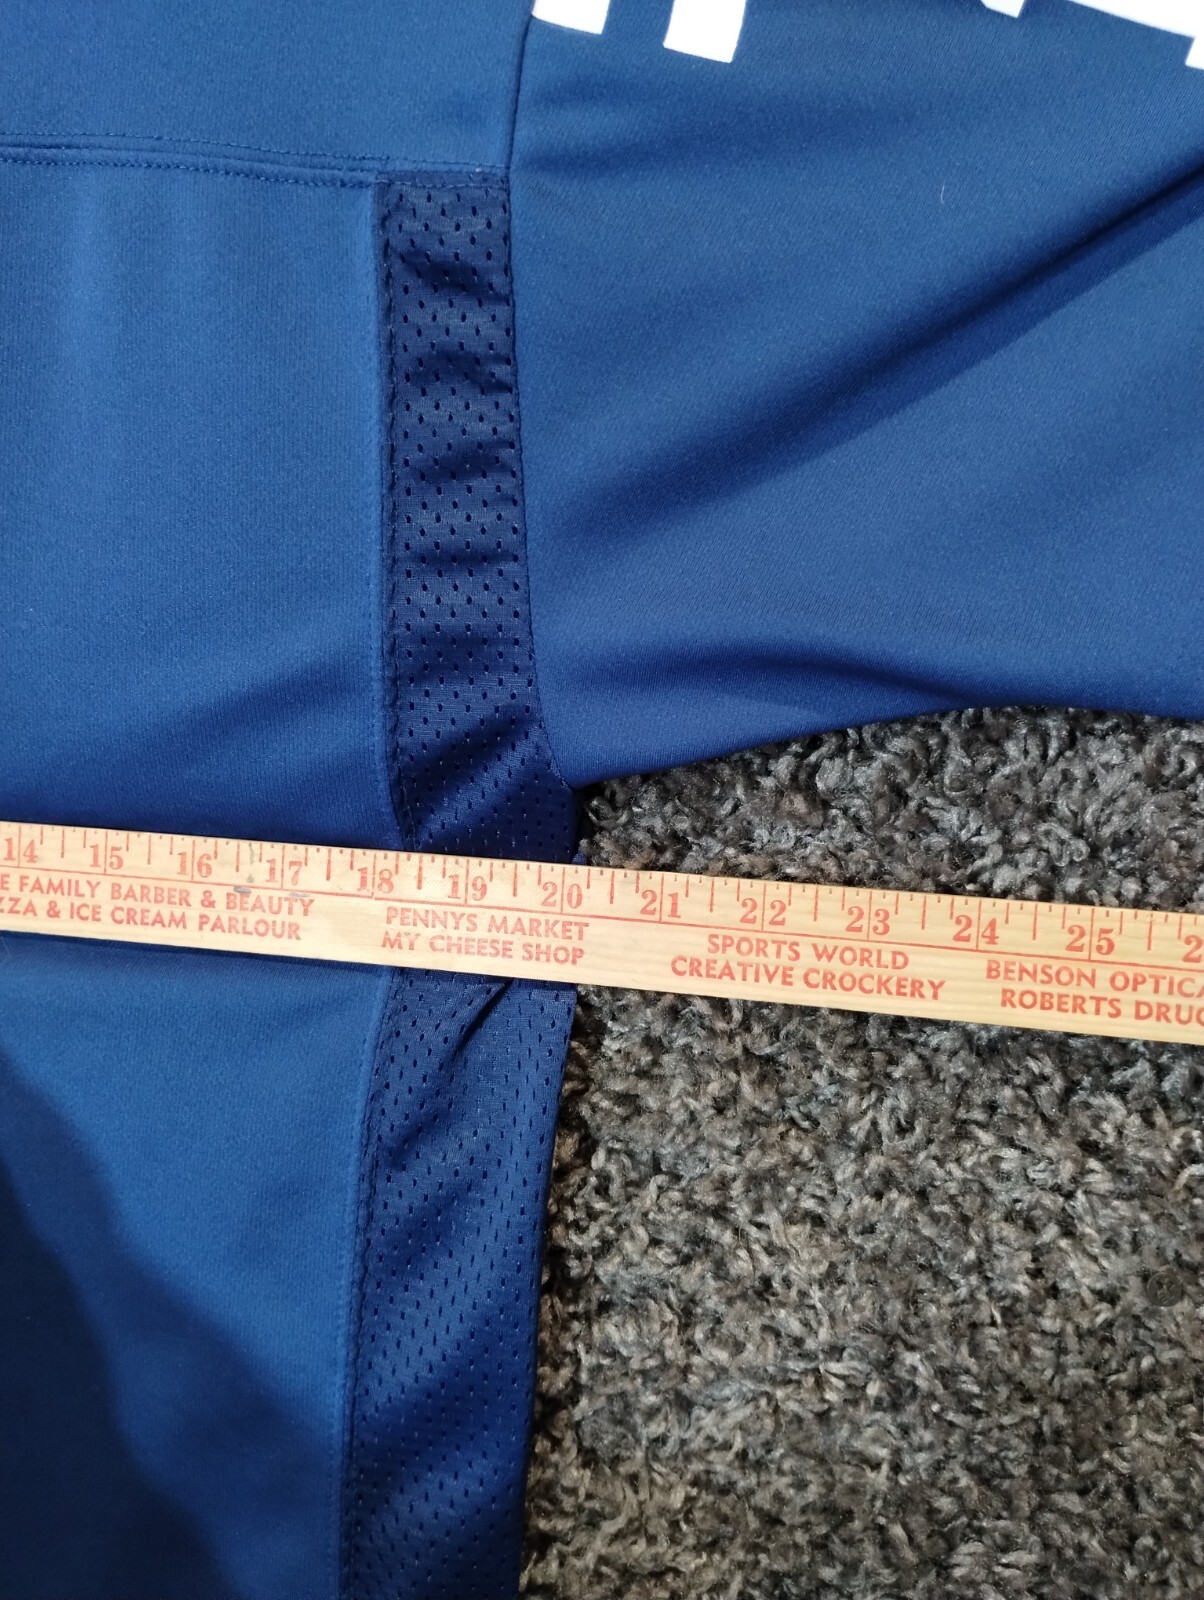 14 15 16 17 18 19 20 21 22 23 24 25 2
E FAMILY BARBER & BEAUTY
ZZA & ICE CREAM PARLOUR
PENNYS MARKET
MY CHEESE SHOP
SPORTS WORLD
CREATIVE CROCKERY
BENSON OPTICA
ROBERTS DRUG